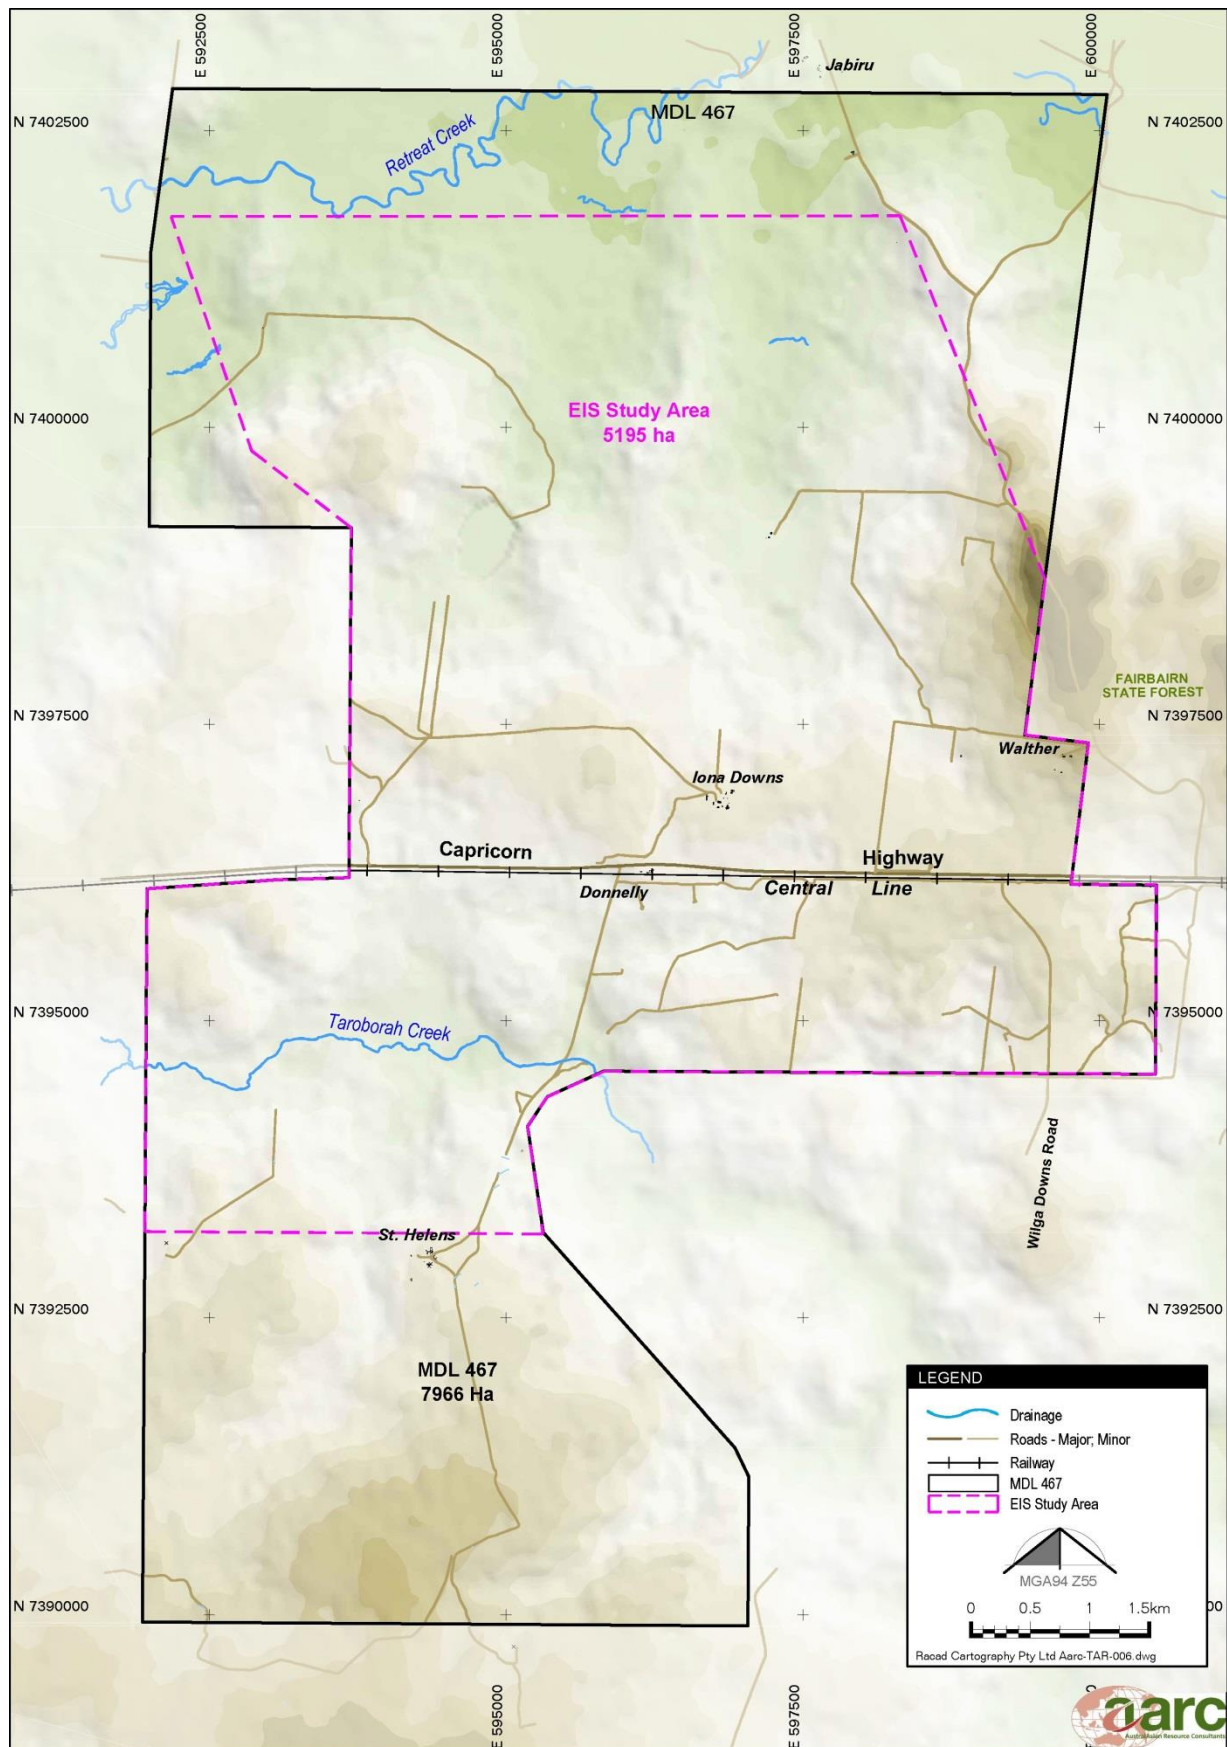 E 592500
E 595000
E 597500
E 600000
Jabiru
MDL 467
N 7402500
N 7402500
Retreat Creek
N 7400000
N 7400000
EIS Study Area
5195 ha
FAIRBAIRN
STATE FOREST
N 7397500
N 7397500
Walther
Iona Downs
Capricorn
Highway
Donnelly
Central
Line
N 7395000
N 7395000
Taroborah Creek
Wilga Downs Road
St. Helens
N 7392500
N 7392500
MDL 467
7966 Ha
LEGEND
Drainage
Roads - Major; Minor
Railway
MDL 467
EIS Study Area
MGA94 Z55
0 0.5 1 1.5km
Racad Cartography Pty Ltd Aarc-TAR-006.dwg
N 7390000
00
E 595000
E 597500
aarc
AustralAsian Resource Consultants